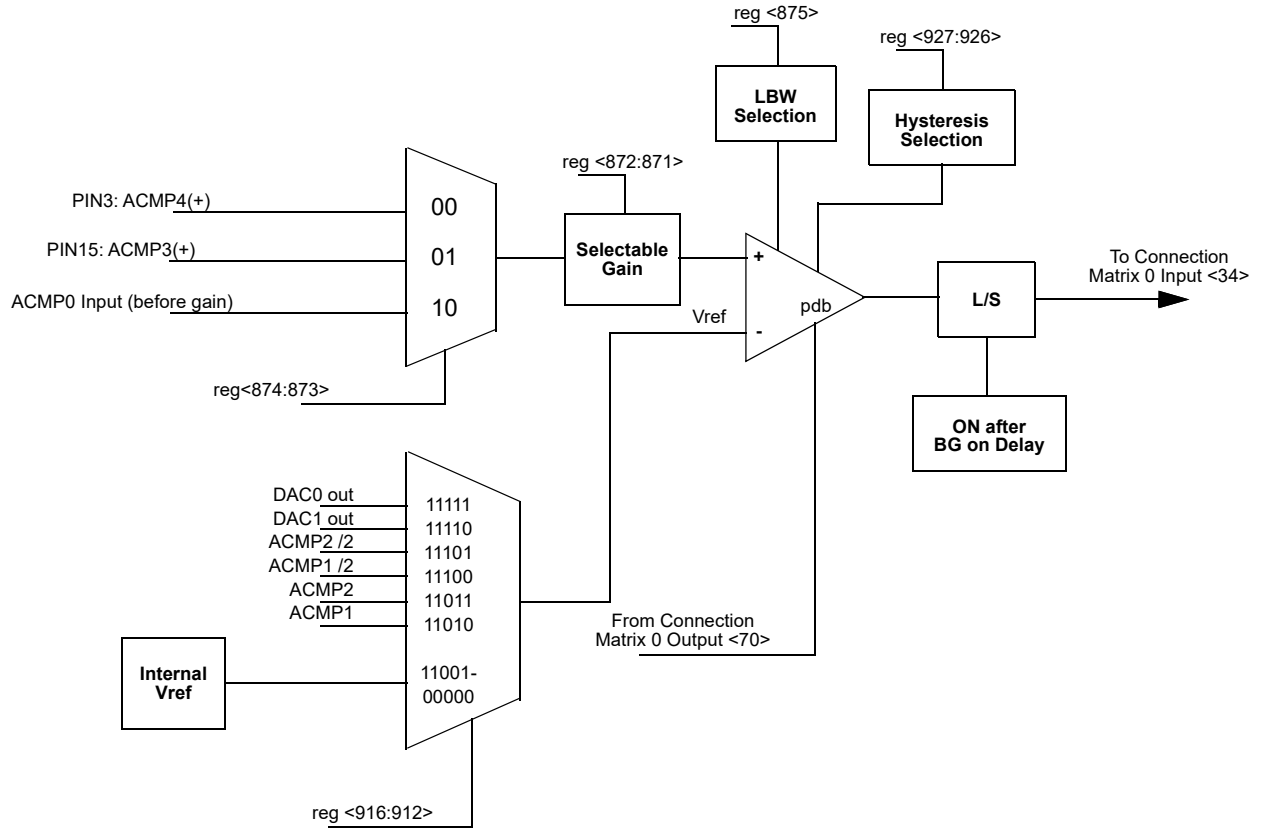 reg <875>
reg <927:926>
LBW
Selection
Hysteresis
Selection
reg <872:871>
PIN3: ACMP4(+)
00
PIN15: ACMP3(+)
01
Selectable
Gain
+
To Connection
Matrix 0 Input <34>
ACMP0 Input (before gain)
10
L/S
pdb
Vref
-
reg<874:873>
ON after
BG on Delay
DAC0 out
11111
DAC1 out
11110
ACMP2 /2
11101
ACMP1 /2
11100
ACMP2
11011
ACMP1
11010
From Connection
Matrix 0 Output <70>
Internal
Vref
11001-
00000
reg <916:912>